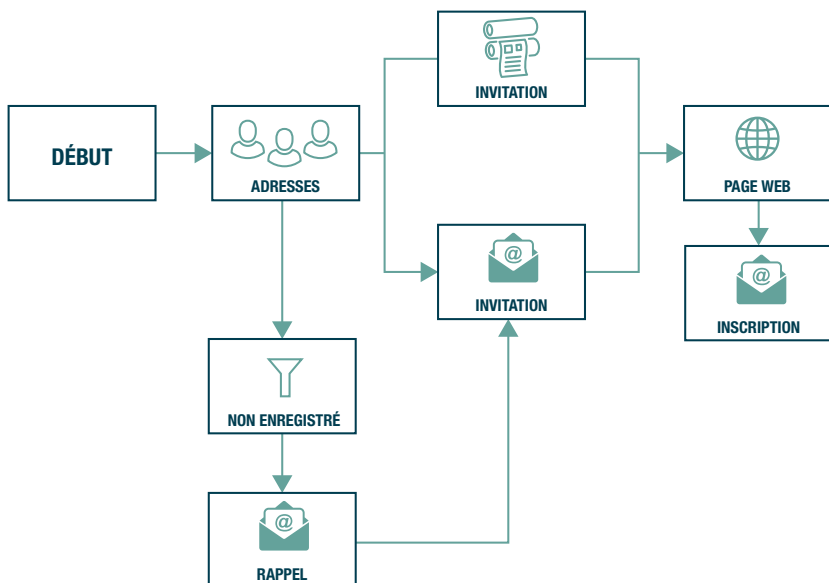 INVITATION
DÉBUT
ADRESSES
PAGE WEB
@
INVITATION
@
INSCRIPTION
NON ENREGISTRÉ
@
RAPPEL